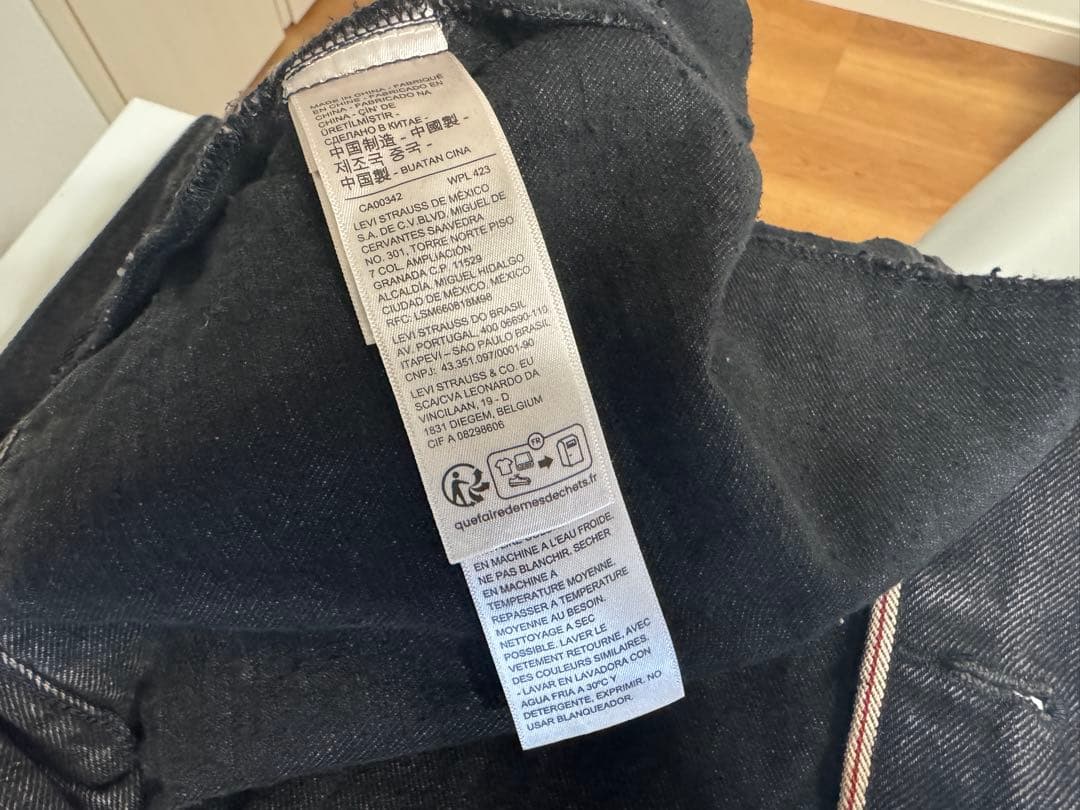 MADE IN CHINA - FABRIQUÉ
EN CHINE - FABRICADO EN
CHINA - FABRICADO NA
CHINA - ÇİN' DE
ÜRETİLMİŞTİR -
СДЕЛАНО В КИТАЕ -
中国制造 - 中國製 -
제조국 중국 -
中国製 - BUATAN CINA
CA00342 WPL 423
LEVI STRAUSS DE MÉXICO
S.A. DE C.V.BLVD. MIGUEL DE
CERVANTES SAAVEDRA
NO. 301, TORRE NORTE PISO
7 COL. AMPLIACIÓN
GRANADA C.P. 11529
ALCALDÍA. MIGUEL HIDALGO
CIUDAD DE MÉXICO, MÉXICO
RFC: LSM660818M98
LEVI STRAUSS DO BRASIL
AV. PORTUGAL, 400 06690-110
ITAPEVI – SAO PAULO BRASIL
CNPJ: 43.351.097/0001-90
LEVI STRAUSS & CO. EU
SCA/CVA LEONARDO DA
VINCILAAN, 19 - D
1831 DIEGEM, BELGIUM
CIF A 08298606
FR
quefairedemesdechets.fr
EN MACHINE A L'EAU FROIDE.
NE PAS BLANCHIR. SECHER
EN MACHINE A
TEMPERATURE MOYENNE.
REPASSER A TEMPERATURE
MOYENNE AU BESOIN.
NETTOYAGE A SEC
POSSIBLE. LAVER LE
VETEMENT RETOURNE, AVEC
DES COULEURS SIMILAIRES.
- LAVAR EN LAVADORA CON
AGUA FRIA A 30ºC Y
DETERGENTE, EXPRIMIR. NO
USAR BLANQUEADOR.